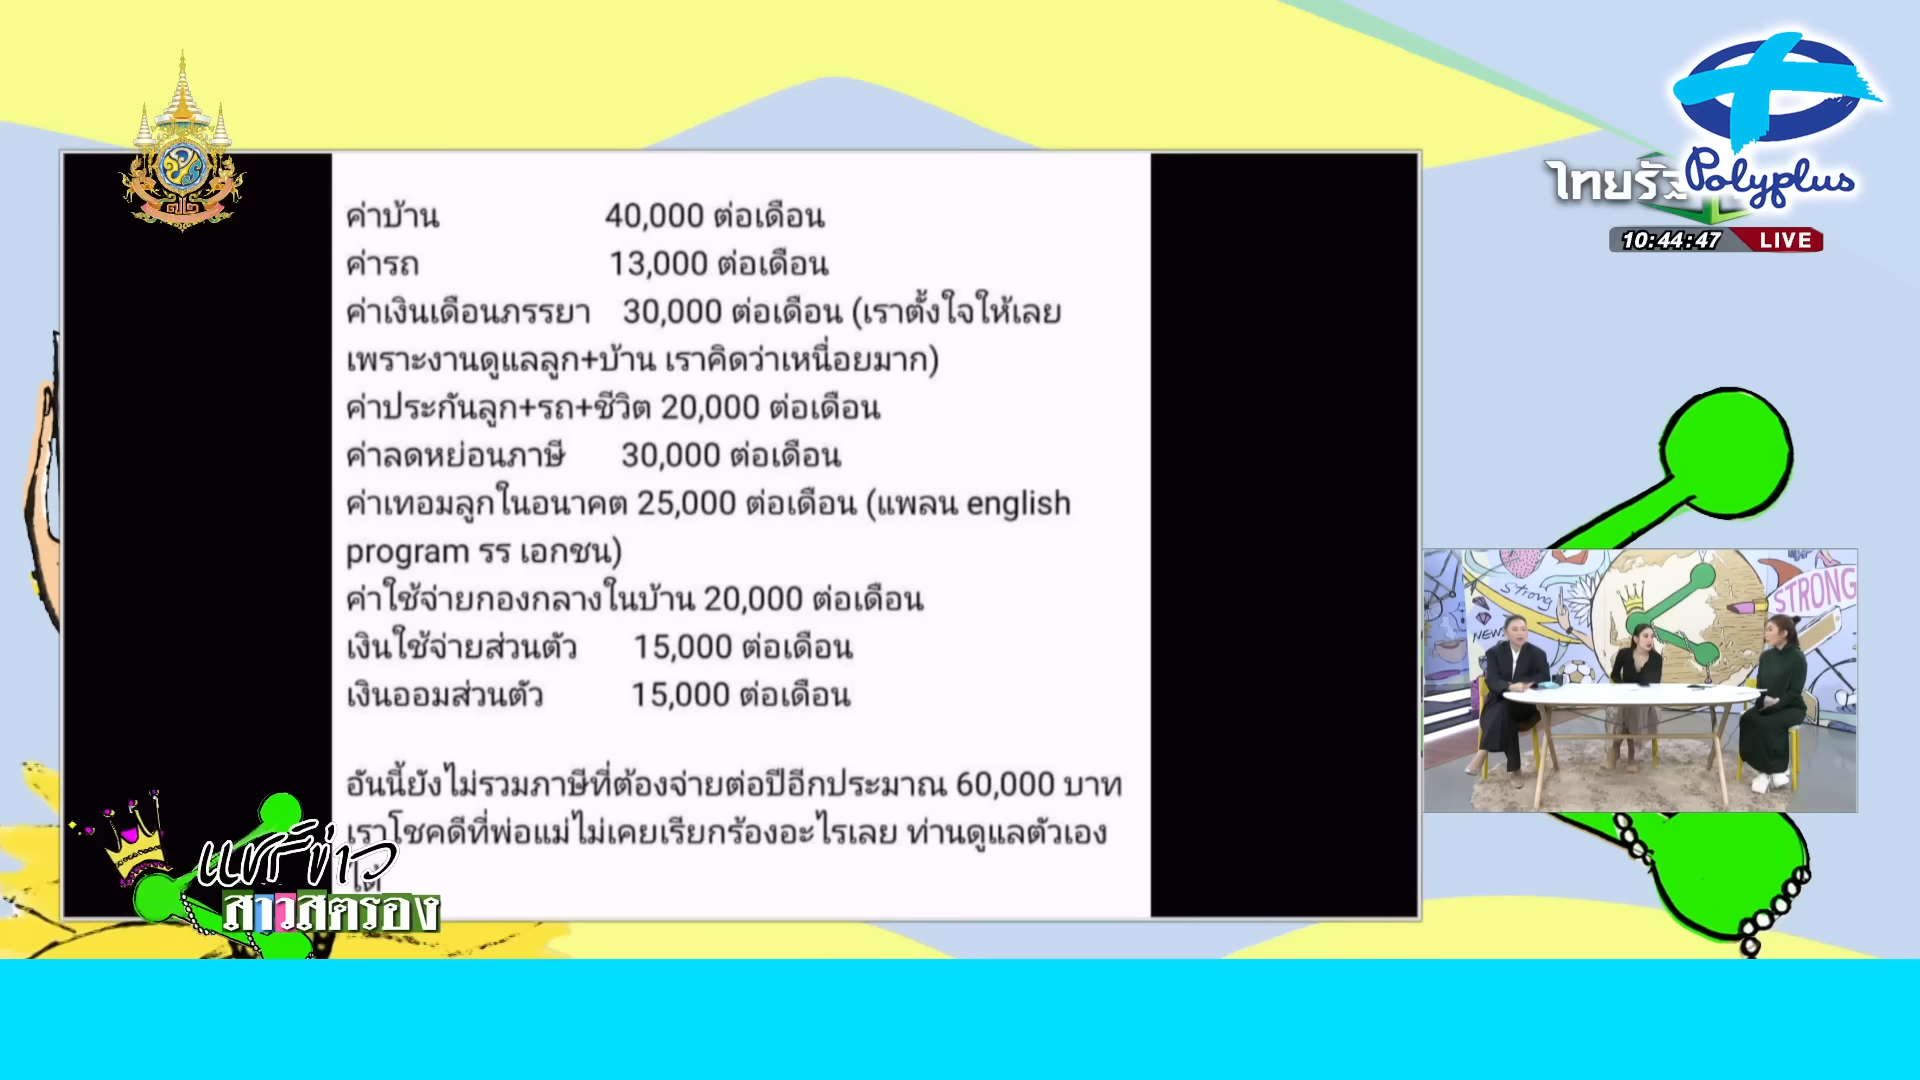 ค่าบ้าน 40,000 ต่อเดือน
ค่ารถ 13,000 ต่อเดือน
ค่าเงินเดือนภรรยา 30,000 ต่อเดือน (เราตั้งใจให้เลย
เพราะงานดูแลลูก+บ้าน เราคิดว่าเหนื่อยมาก)
ค่าประกันลูก+รถ+ชีวิต 20,000 ต่อเดือน
ค่าลดหย่อนภาษี 30,000 ต่อเดือน
ค่าเทอมลูกในอนาคต 25,000 ต่อเดือน (แพลน english
program รร เอกชน)
ค่าใช้จ่ายกองกลางในบ้าน 20,000 ต่อเดือน
เงินใช้จ่ายส่วนตัว 15,000 ต่อเดือน
เงินออมส่วนตัว 15,000 ต่อเดือน
อันนี้ยังไม่รวมภาษีที่ต้องจ่ายต่อปีอีกประมาณ 60,000 บาท
เราโชคดีที่พ่อแม่ไม่เคยเรียกร้องอะไรเลย ท่านดูแลตัวเอง
ได้
ไทยรัฐ
Polyplus
10:44:47 LIVE
Strong
STRONG
NEWS
แชร์ข่าว
สาวสตรอง